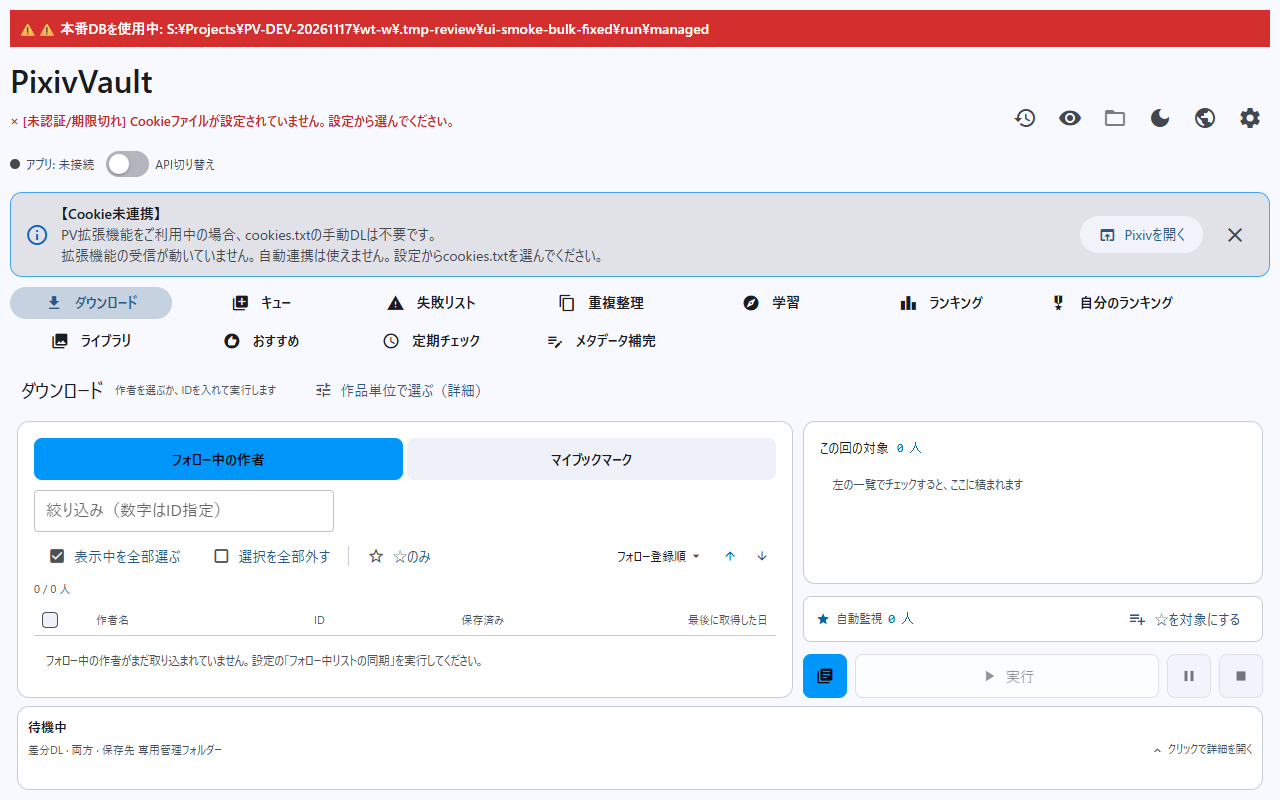 本番DBを使用中: S:¥Projects¥PV-DEV-20261117¥wt-w¥.tmp-review¥ui-smoke-bulk-fixed¥run¥managed
PixivVault
× [未認証/期限切れ] Cookieファイルが設定されていません。設定から選んでください。
アプリ: 未接続 API切り替え
【Cookie未連携】
PV拡張機能をご利用中の場合、cookies.txtの手動DLは不要です。
拡張機能の受信が動いていません。自動連携は使えません。設定からcookies.txtを選んでください。
Pixivを開く
ダウンロード キュー 失敗リスト 重複整理 学習 ランキング 自分のランキング
ライブラリ おすすめ 定期チェック メタデータ補完
ダウンロード 作者を選ぶか、IDを入れて実行します 作品単位で選ぶ（詳細）
フォロー中の作者 マイブックマーク
絞り込み（数字はID指定）
表示中を全部選ぶ 選択を全部外す ☆のみ フォロー登録順
0 / 0 人
作者名 ID 保存済み 最後に取得した日
フォロー中の作者がまだ取り込まれていません。設定の「フォロー中リストの同期」を実行してください。
この回の対象 0 人
左の一覧でチェックすると、ここに積まれます
自動監視 0 人 ☆を対象にする
実行
待機中
差分DL · 両方 · 保存先 専用管理フォルダー
クリックで詳細を開く